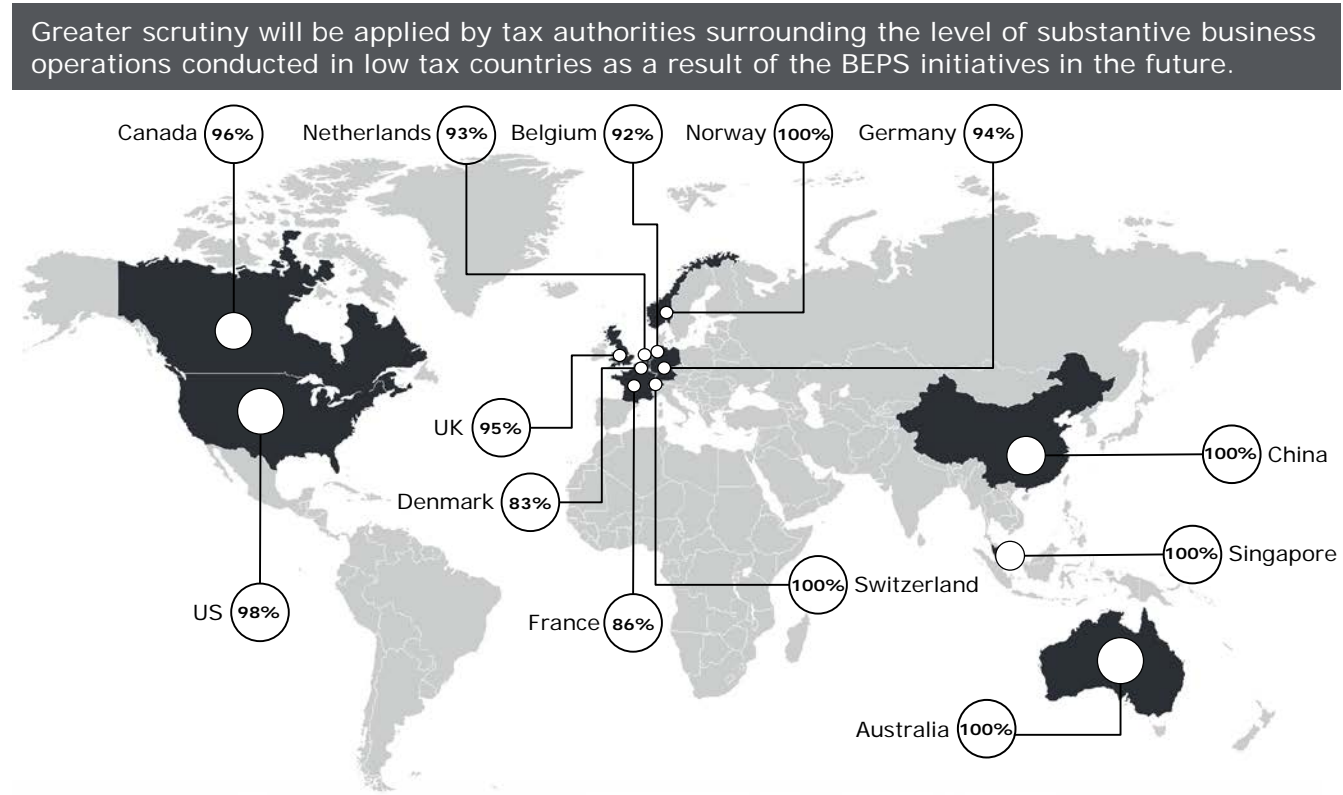 Greater scrutiny will be applied by tax authorities surrounding the level of substantive business
operations conducted in low tax countries as a result of the BEPS initiatives in the future.
Canada 96%
Netherlands 93%
Belgium 92%
Norway 100%
Germany 94%
UK 95%
100% China
Denmark 83%
100% Singapore
100% Switzerland
US 98%
France 86%
Australia 100%